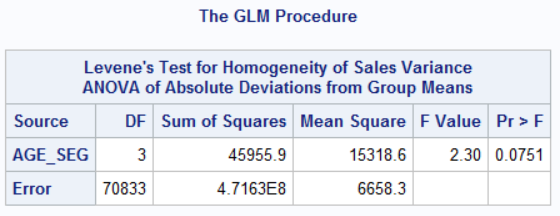 The GLM Procedure
Levene's Test for Homogeneity of Sales Variance
ANOVA of Absolute Deviations from Group Means
Source DF Sum of Squares Mean Square F Value Pr > F
AGE_SEG 3 45955.9 15318.6 2.30 0.0751
Error 70833 4.7163E8 6658.3